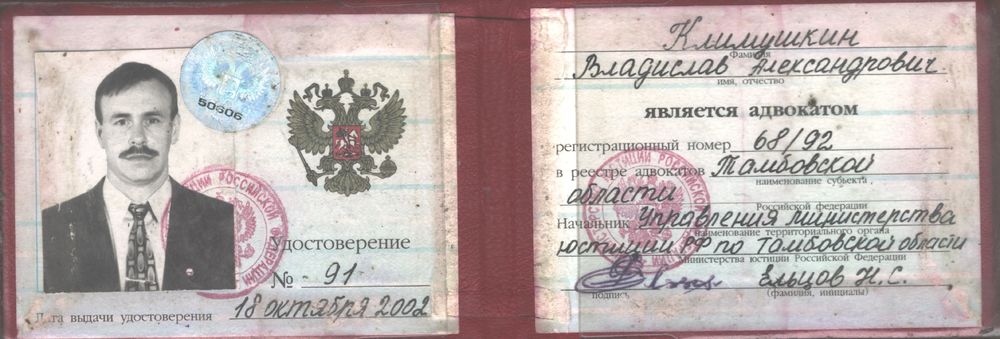 50606
Удостоверение
№ 91
Дата выдачи удостоверения 18 октября 2002
Климушкин
Фамилия
Владислав Александрович
имя, отчество
ЯВЛЯЕТСЯ АДВОКАТОМ
регистрационный номер 68/92
в реестре адвокатов Тамбовской
наименование субъекта
области
Российской федерации
Начальник Управления министерства
наименование территориального органа
юстиции РФ по Тамбовской области
Министерства юстиции Российской Федерации
Ельцов Н.С.
подпись (фамилия, инициалы)